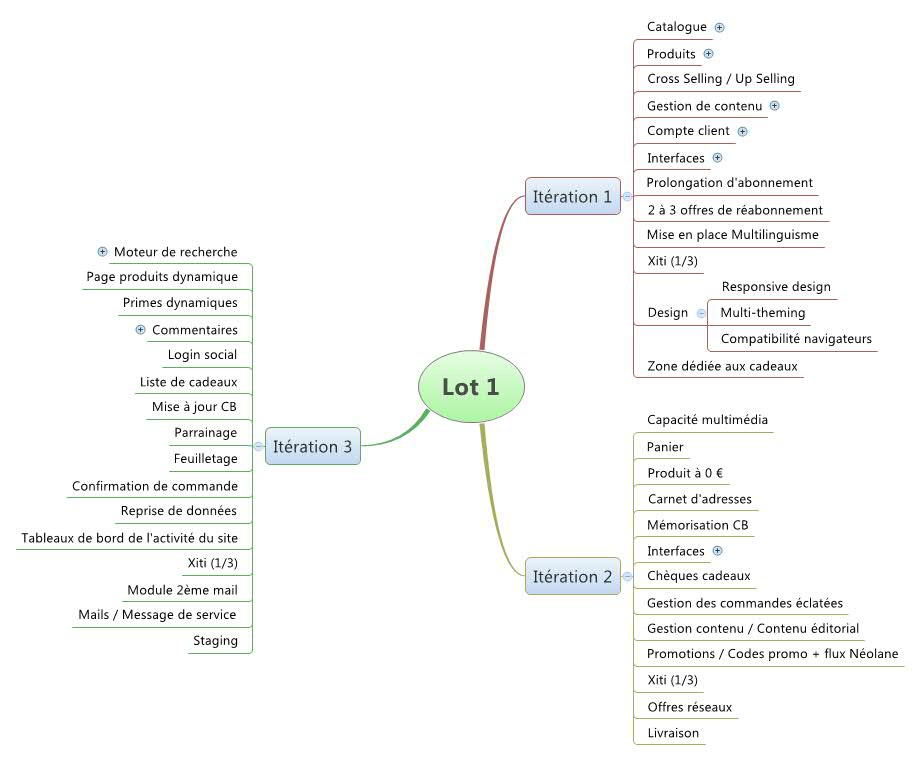 Lot 1
Itération 1
Catalogue
Produits
Cross Selling / Up Selling
Gestion de contenu
Compte client
Interfaces
Prolongation d'abonnement
2 à 3 offres de réabonnement
Mise en place Multilinguisme
Xiti (1/3)
Design
Responsive design
Multi-theming
Compatibilité navigateurs
Zone dédiée aux cadeaux
Itération 2
Capacité multimédia
Panier
Produit à 0 €
Carnet d'adresses
Mémorisation CB
Interfaces
Chèques cadeaux
Gestion des commandes éclatées
Gestion contenu / Contenu éditorial
Promotions / Codes promo + flux Néolane
Xiti (1/3)
Offres réseaux
Livraison
Itération 3
Moteur de recherche
Page produits dynamique
Primes dynamiques
Commentaires
Login social
Liste de cadeaux
Mise à jour CB
Parrainage
Feuilletage
Confirmation de commande
Reprise de données
Tableaux de bord de l'activité du site
Xiti (1/3)
Module 2ème mail
Mails / Message de service
Staging